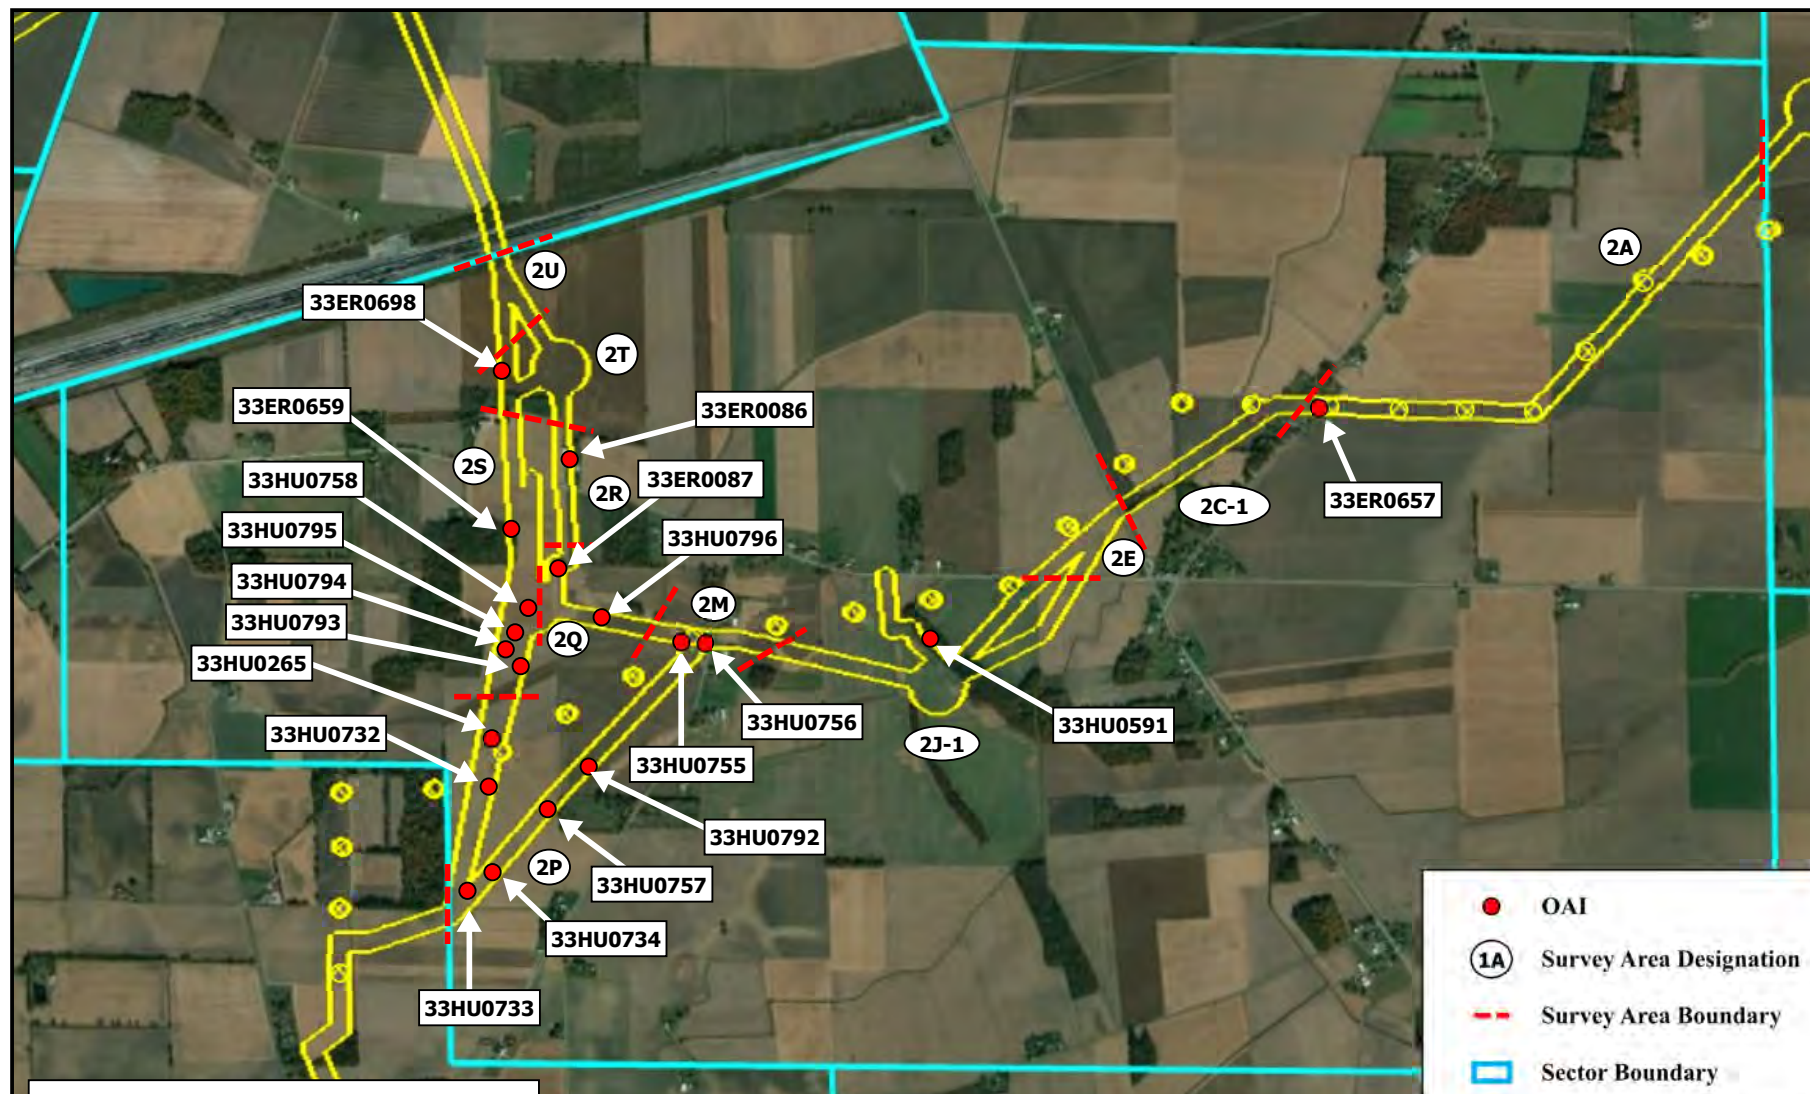 2A
2U
33ER0698
2T
33ER0659
33ER0086
2S
33HU0758
33ER0087
2R
33ER0657
2C-1
33HU0795
33HU0796
2E
33HU0794
2M
33HU0793
2Q
33HU0265
33HU0756
33HU0591
33HU0732
2J-1
33HU0755
33HU0792
2P
33HU0757
33HU0734
33HU0733
OAI
1A Survey Area Designation
Survey Area Boundary
Sector Boundary